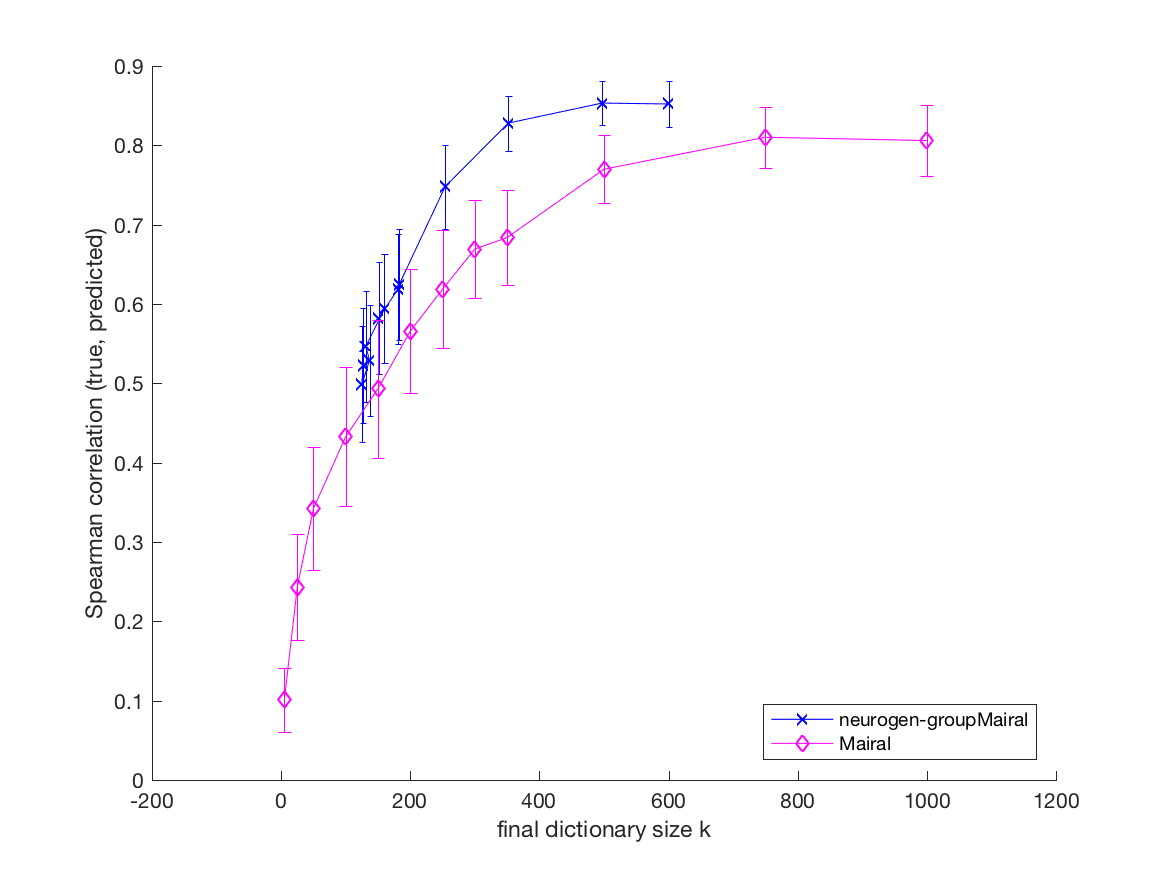 0.9
0.8
0.7
0.6
0.5
0.4
0.3
0.2
0.1
0
Spearman correlation (true, predicted)
-200 0 200 400 600 800 1000 1200
final dictionary size k
neurogen-groupMairal
Mairal